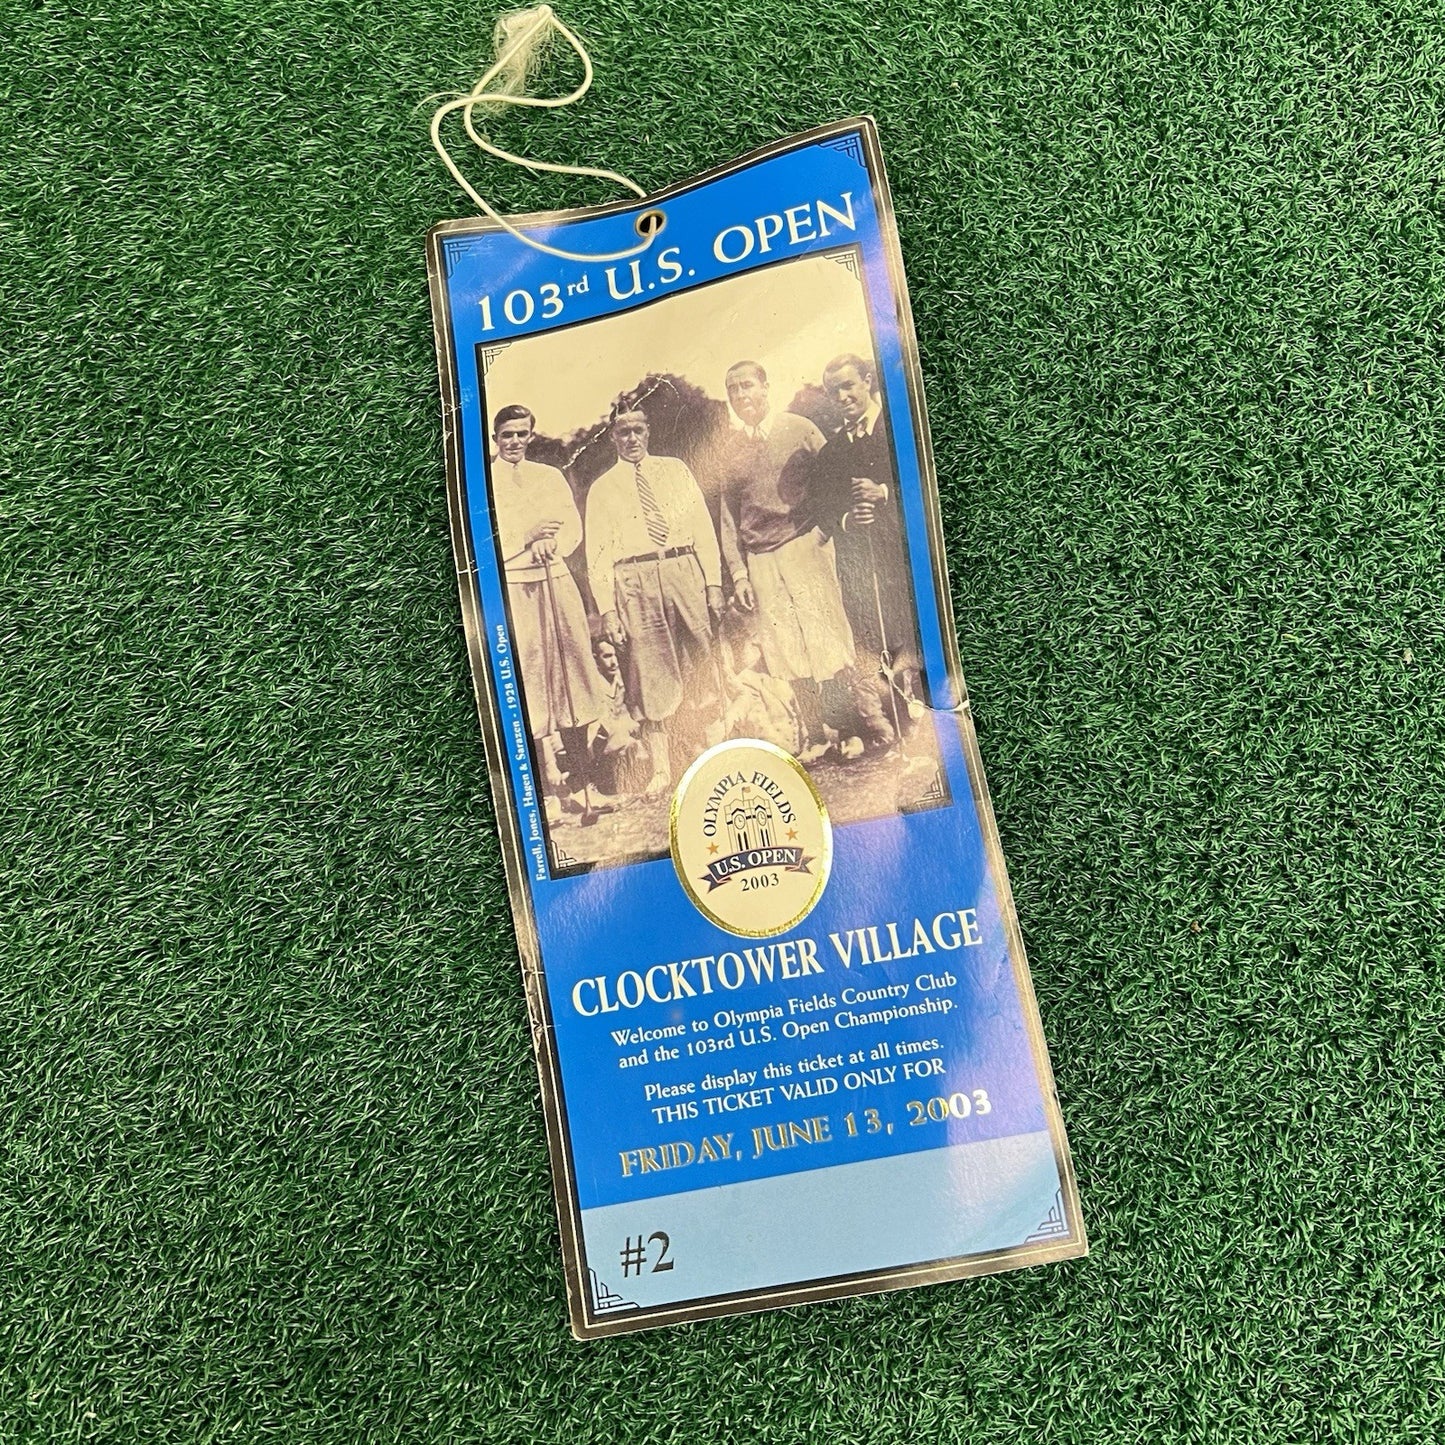 103rd U.S. OPEN
Farrell, Jones, Hagen & Sarazen - 1928 U.S. Open
OLYMPIA FIELDS
U.S. OPEN
2003
CLOCKTOWER VILLAGE
Welcome to Olympia Fields Country Club
and the 103rd U.S. Open Championship.
Please display this ticket at all times.
THIS TICKET VALID ONLY FOR
FRIDAY, JUNE 13, 2003
#2